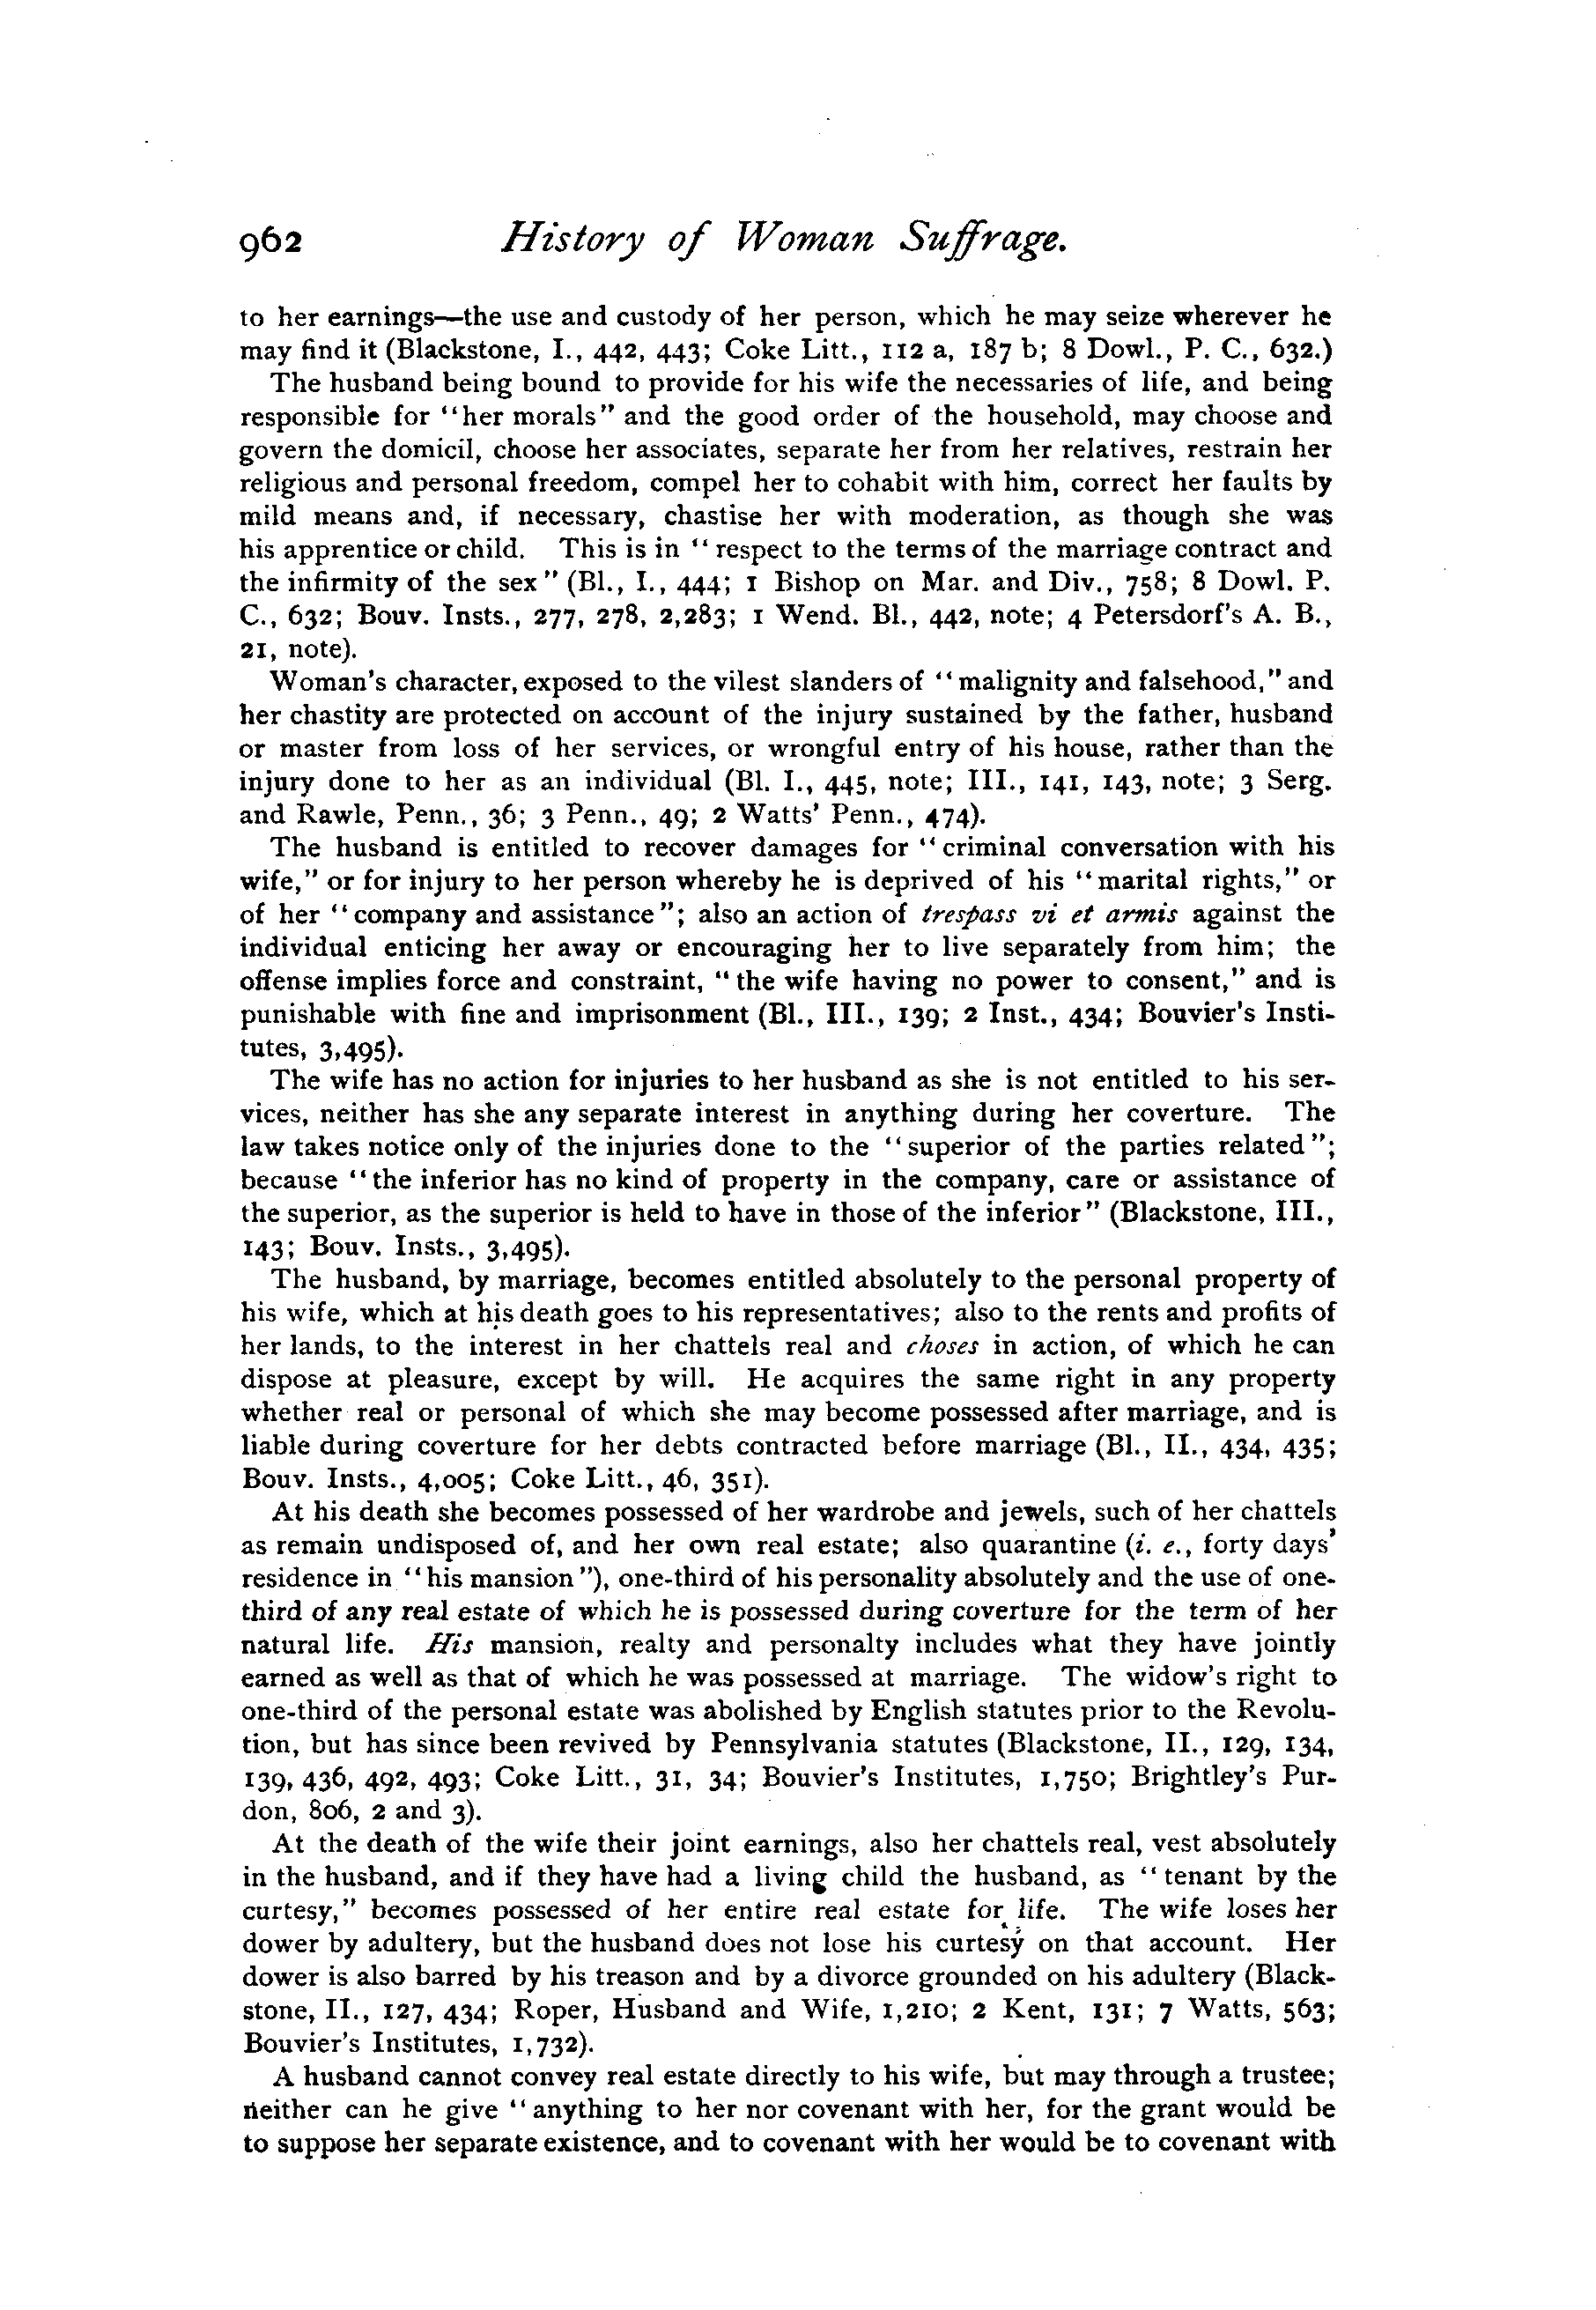 962 History of Woman Suffrage.
to her earnings—the use and custody of her person, which he may seize wherever he
may find it (Blackstone, I., 442, 443; Coke Litt., 112 a, 187 b; 8 Dowl., P. C., 632.)
The husband being bound to provide for his wife the necessaries of life, and being
responsible for "her morals" and the good order of the household, may choose and
govern the domicil, choose her associates, separate her from her relatives, restrain her
religious and personal freedom, compel her to cohabit with him, correct her faults by
mild means and, if necessary, chastise her with moderation, as though she was
his apprentice or child. This is in "respect to the terms of the marriage contract and
the infirmity of the sex" (Bl., I., 444; 1 Bishop on Mar. and Div., 758; 8 Dowl. P.
C., 632; Bouv. Insts., 277, 278, 2,283; 1 Wend. Bl., 442, note; 4 Petersdorf's A. B.,
21, note).
Woman's character, exposed to the vilest slanders of "malignity and falsehood," and
her chastity are protected on account of the injury sustained by the father, husband
or master from loss of her services, or wrongful entry of his house, rather than the
injury done to her as an individual (Bl. I., 445, note; III., 141, 143, note; 3 Serg.
and Rawle, Penn., 36; 3 Penn., 49; 2 Watts' Penn., 474).
The husband is entitled to recover damages for "criminal conversation with his
wife," or for injury to her person whereby he is deprived of his "marital rights," or
of her "company and assistance"; also an action of trespass vi et armis against the
individual enticing her away or encouraging her to live separately from him; the
offense implies force and constraint, "the wife having no power to consent," and is
punishable with fine and imprisonment (Bl., III., 139; 2 Inst., 434; Bouvier's Insti-
tutes, 3,495).
The wife has no action for injuries to her husband as she is not entitled to his ser-
vices, neither has she any separate interest in anything during her coverture. The
law takes notice only of the injuries done to the "superior of the parties related";
because "the inferior has no kind of property in the company, care or assistance of
the superior, as the superior is held to have in those of the inferior" (Blackstone, III.,
143; Bouv. Insts., 3,495).
The husband, by marriage, becomes entitled absolutely to the personal property of
his wife, which at his death goes to his representatives; also to the rents and profits of
her lands, to the interest in her chattels real and choses in action, of which he can
dispose at pleasure, except by will. He acquires the same right in any property
whether real or personal of which she may become possessed after marriage, and is
liable during coverture for her debts contracted before marriage (Bl., II., 434, 435;
Bouv. Insts., 4,005; Coke Litt., 46, 351).
At his death she becomes possessed of her wardrobe and jewels, such of her chattels
as remain undisposed of, and her own real estate; also quarantine (i. e., forty days'
residence in "his mansion"), one-third of his personality absolutely and the use of one-
third of any real estate of which he is possessed during coverture for the term of her
natural life. His mansion, realty and personalty includes what they have jointly
earned as well as that of which he was possessed at marriage. The widow's right to
one-third of the personal estate was abolished by English statutes prior to the Revolu-
tion, but has since been revived by Pennsylvania statutes (Blackstone, II., 129, 134,
139, 436, 492, 493; Coke Litt., 31, 34; Bouvier's Institutes, 1,750; Brightley's Pur-
don, 806, 2 and 3).
At the death of the wife their joint earnings, also her chattels real, vest absolutely
in the husband, and if they have had a living child the husband, as "tenant by the
curtesy," becomes possessed of her entire real estate for life. The wife loses her
dower by adultery, but the husband does not lose his curtesy on that account. Her
dower is also barred by his treason and by a divorce grounded on his adultery (Black-
stone, II., 127, 434; Roper, Husband and Wife, 1,210; 2 Kent, 131; 7 Watts, 563;
Bouvier's Institutes, 1,732).
A husband cannot convey real estate directly to his wife, but may through a trustee;
neither can he give "anything to her nor covenant with her, for the grant would be
to suppose her separate existence, and to covenant with her would be to covenant with